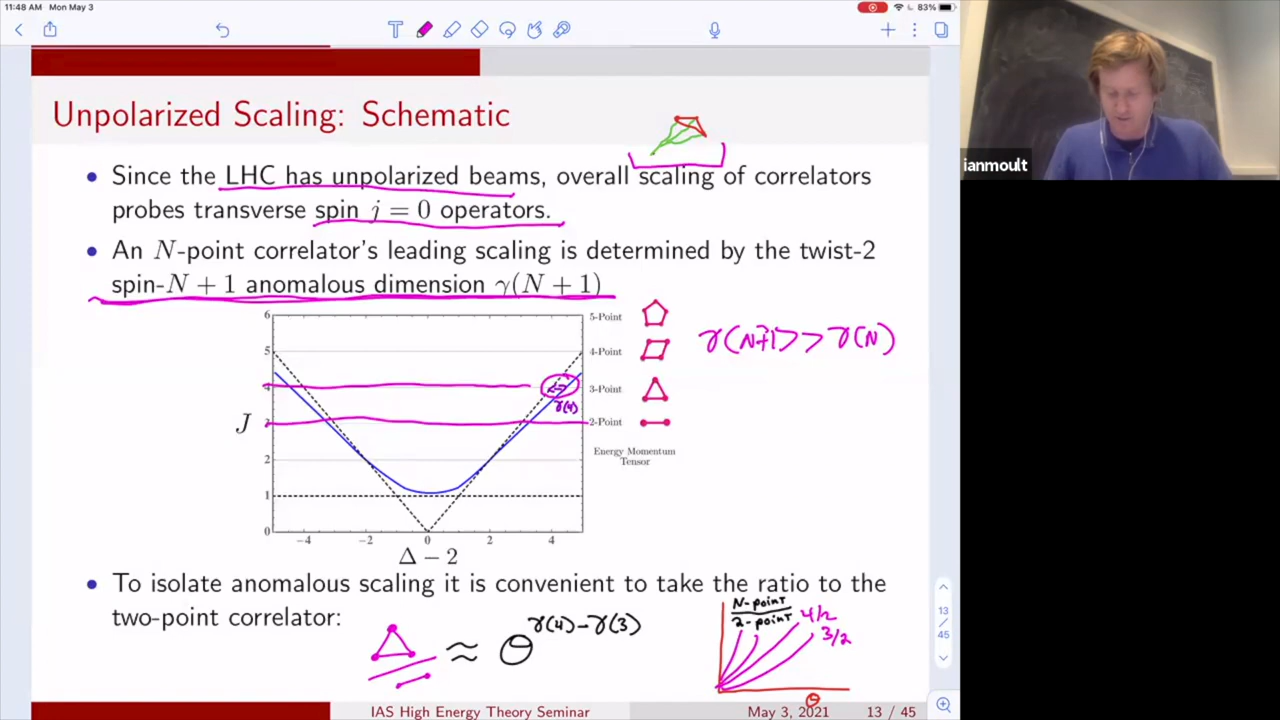 11:48 AM Mon May 3
83%
Unpolarized Scaling: Schematic
• Since the LHC has unpolarized beams, overall scaling of correlators
probes transverse spin j = 0 operators.
• An N-point correlator's leading scaling is determined by the twist-2
spin-N + 1 anomalous dimension γ(N + 1)
6
5
4
3
2
1
0
J
−4
−2
0
2
4
Δ − 2
γ(4)
5-Point
4-Point
3-Point
2-Point
Energy Momentum
Tensor
γ(N+1) > γ(N)
• To isolate anomalous scaling it is convenient to take the ratio to the
two-point correlator:
≈ Θ^γ(4)-γ(3)
N-point
2-point
4/2
3/2
Θ
IAS High Energy Theory Seminar
May 3, 2021
13 / 45
13
45
ianmoult